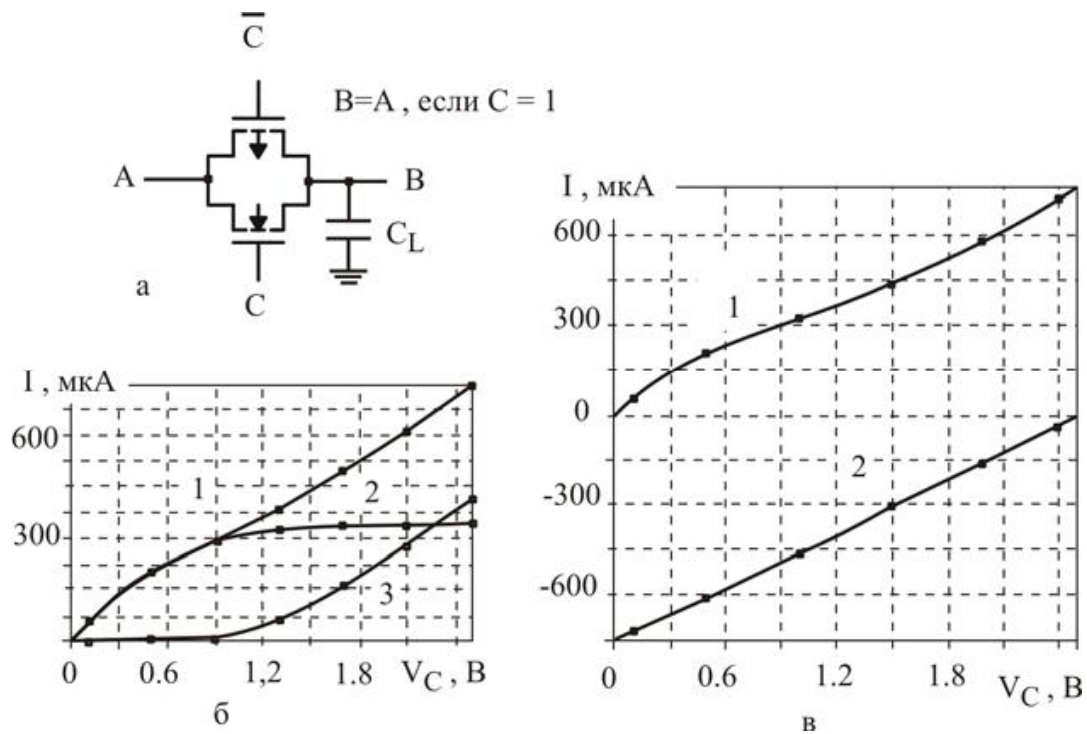 C̅
B=A , если C = 1
A
B
C_L
а
C
I , мкА
600
300
1
2
3
0
0.6
1,2
1.8
V_C , В
б
I , мкА
600
300
0
-300
-600
1
2
0
0.6
1.2
1.8
V_C , В
в